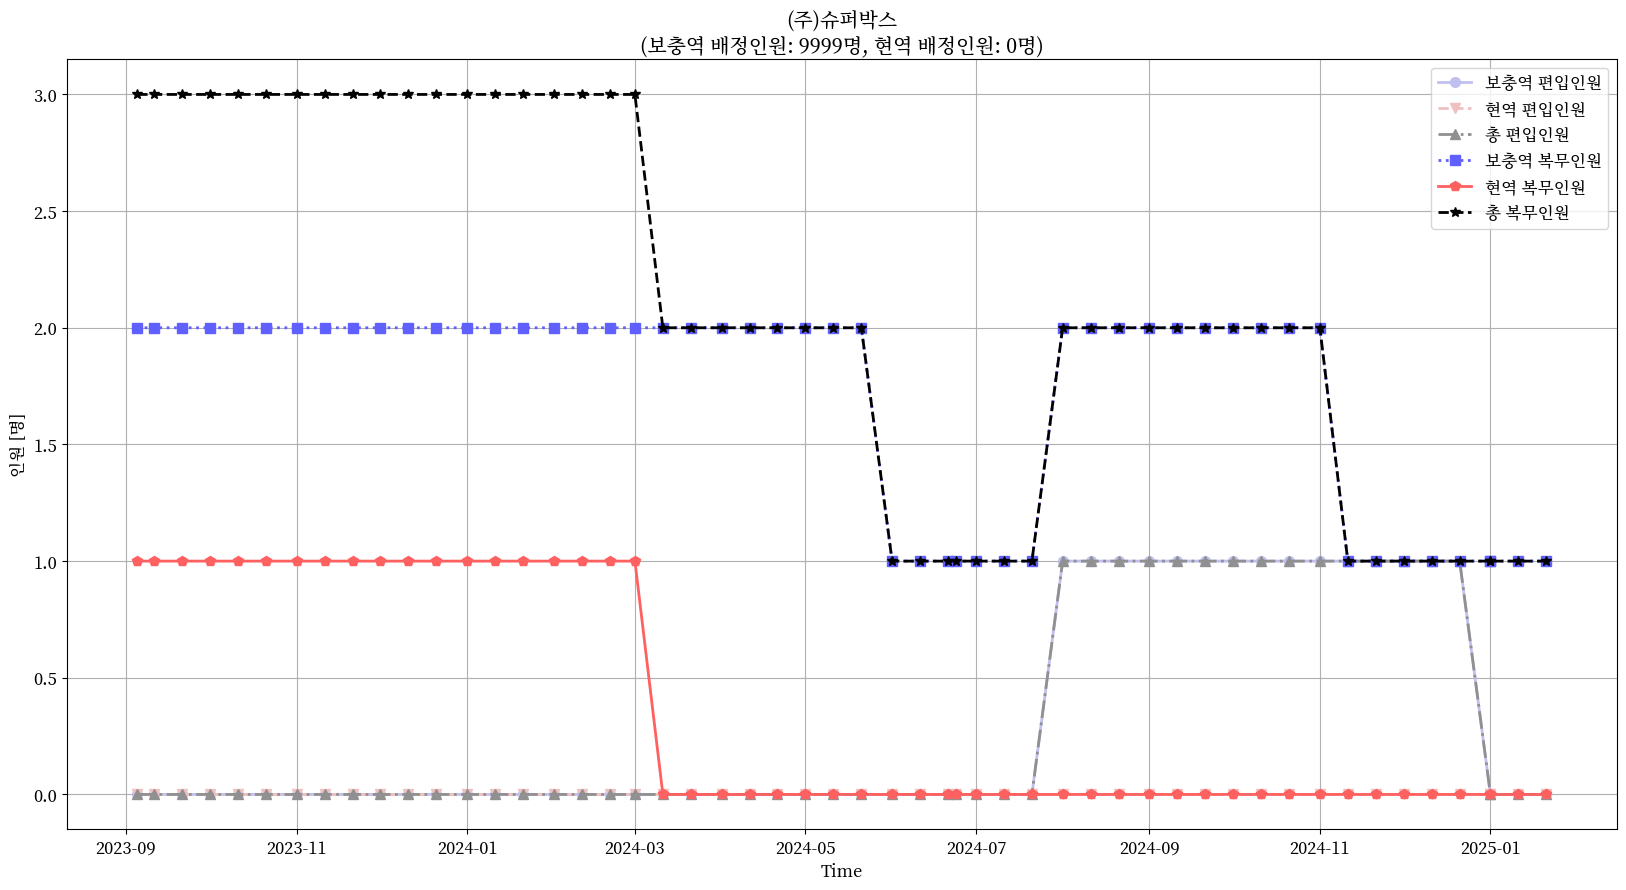 (주)슈퍼박스
(보충역 배정인원: 9999명, 현역 배정인원: 0명)
보충역 편입인원
현역 편입인원
총 편입인원
보충역 복무인원
현역 복무인원
총 복무인원
인원 [명]
3.0
2.5
2.0
1.5
1.0
0.5
0.0
2023-09
2023-11
2024-01
2024-03
2024-05
2024-07
2024-09
2024-11
2025-01
Time